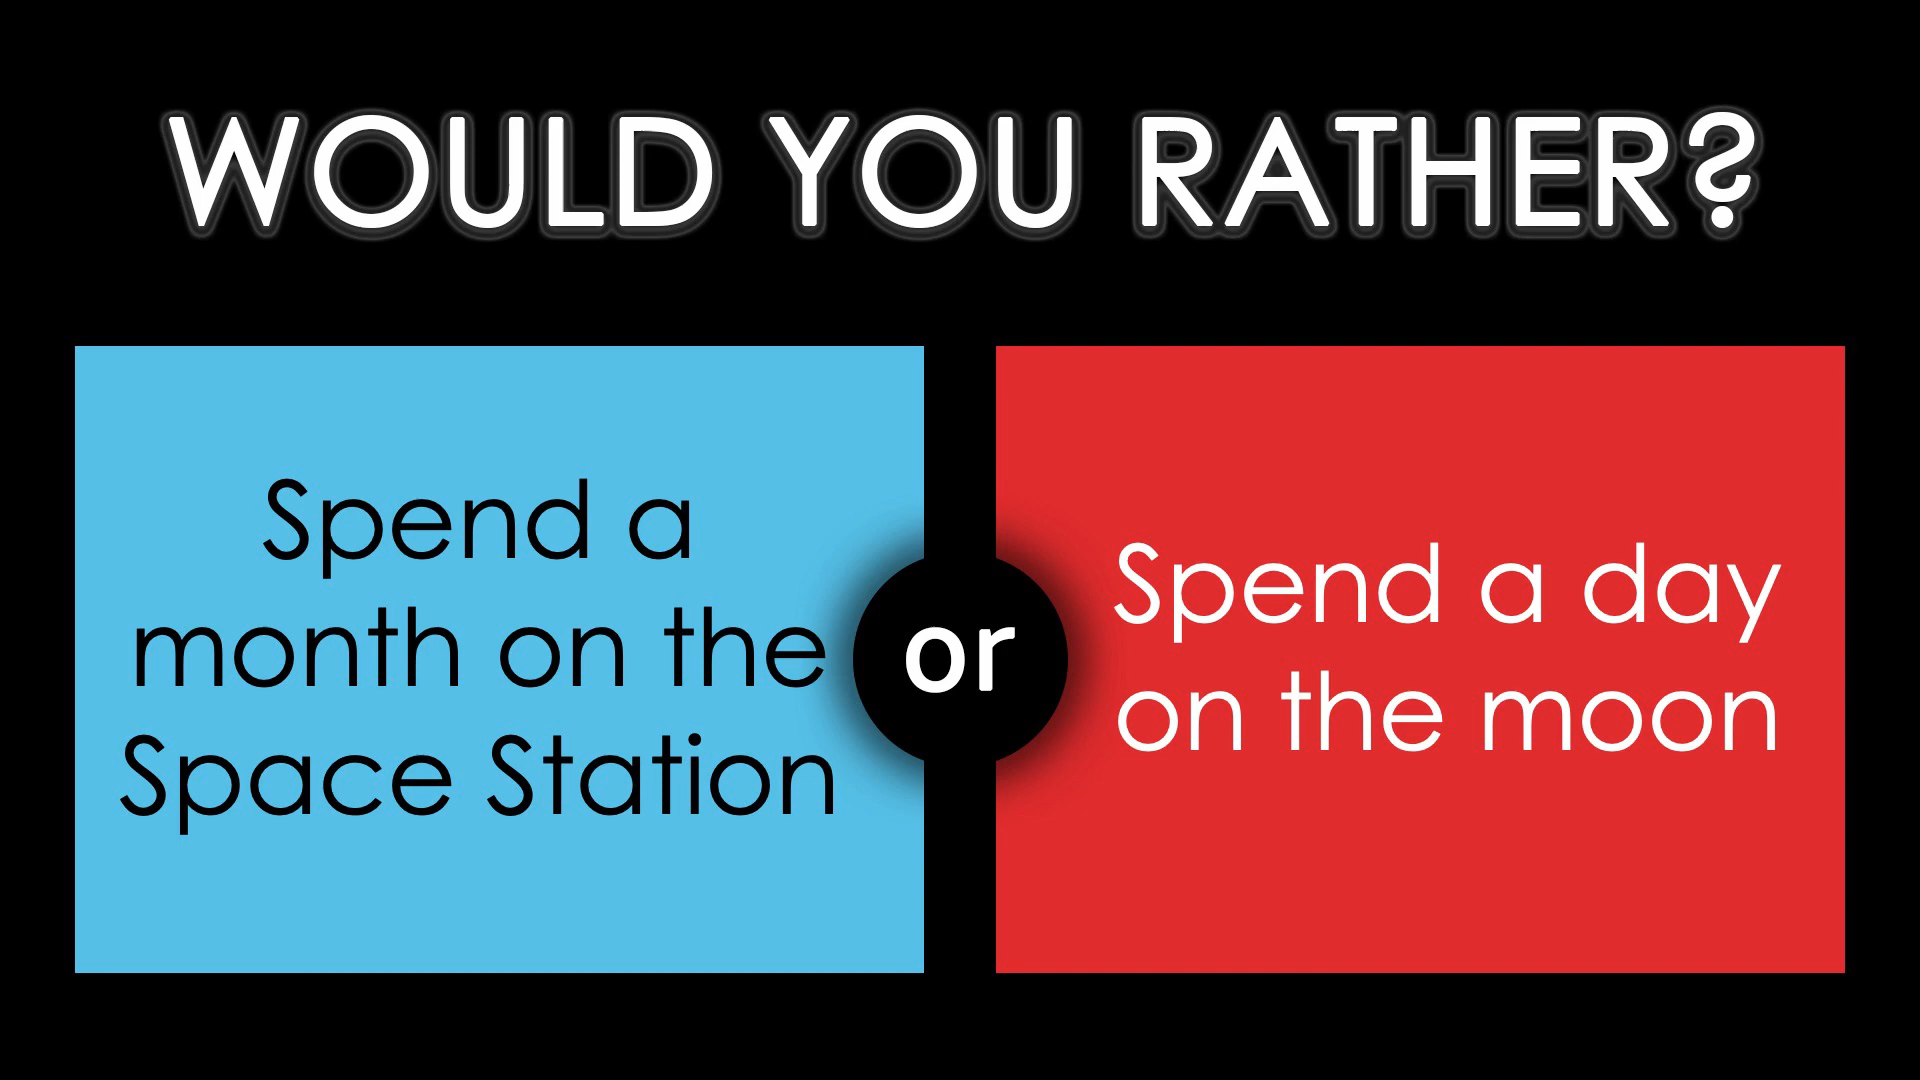 WOULD YOU RATHER?
Spend a
month on the
Space Station
or
Spend a day
on the moon